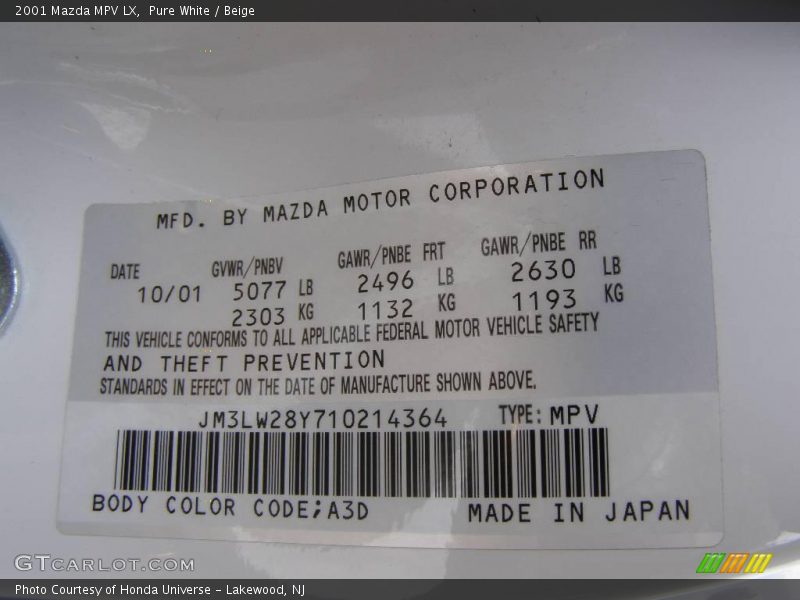 2001 Mazda MPV LX, Pure White / Beige
MFD. BY MAZDA MOTOR CORPORATION
DATE GVWR/PNBV GAWR/PNBE FRT GAWR/PNBE RR
10/01 5077 LB 2496 LB 2630 LB
2303 KG 1132 KG 1193 KG
THIS VEHICLE CONFORMS TO ALL APPLICABLE FEDERAL MOTOR VEHICLE SAFETY
AND THEFT PREVENTION
STANDARDS IN EFFECT ON THE DATE OF MANUFACTURE SHOWN ABOVE.
JM3LW28Y710214364 TYPE: MPV
BODY COLOR CODE;A3D MADE IN JAPAN
GTCARLOT.COM
Photo Courtesy of Honda Universe - Lakewood, NJ